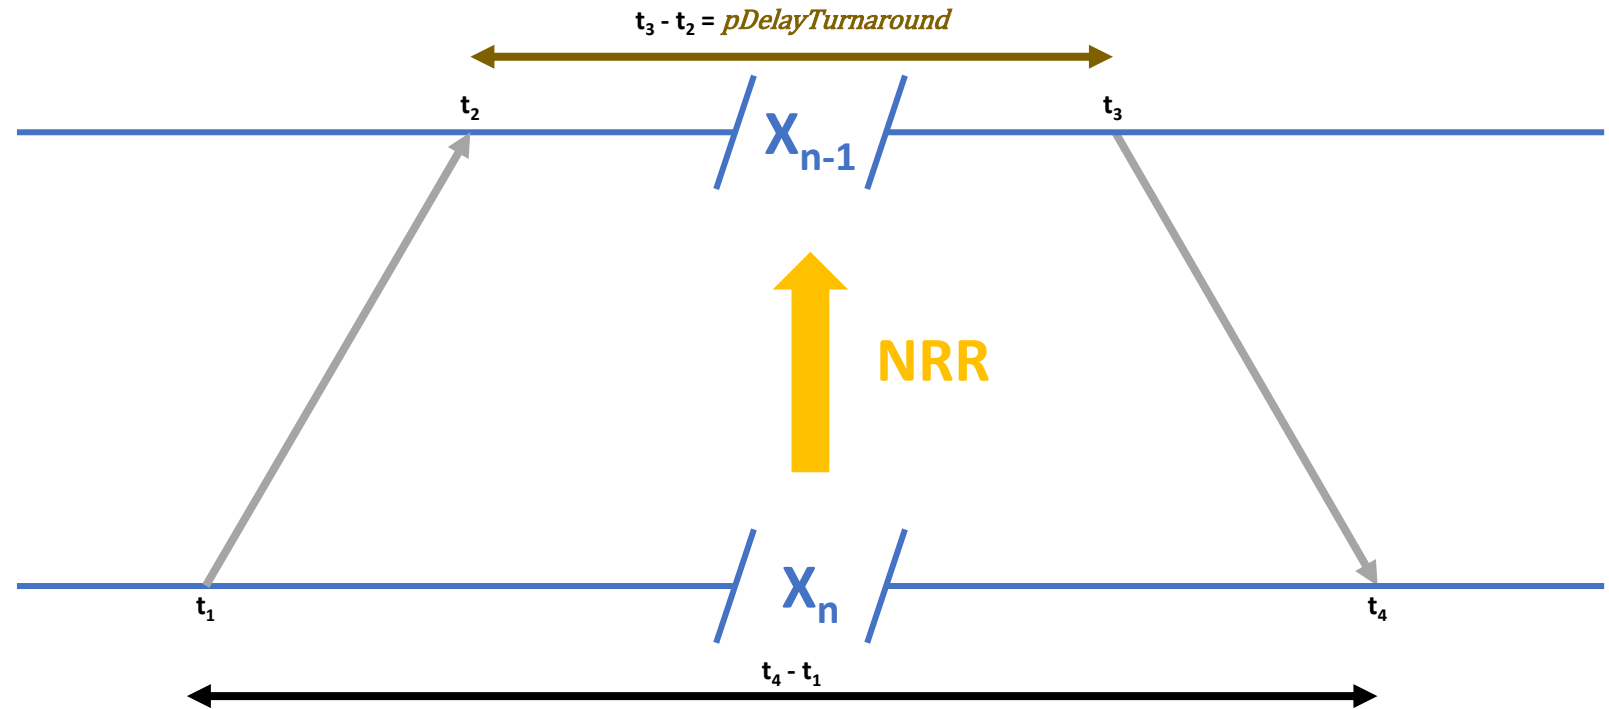 t₃ - t₂ = pDelayTurnaround
t₂
t₃
Xₙ₋₁
NRR
Xₙ
t₁
t₄
t₄ - t₁